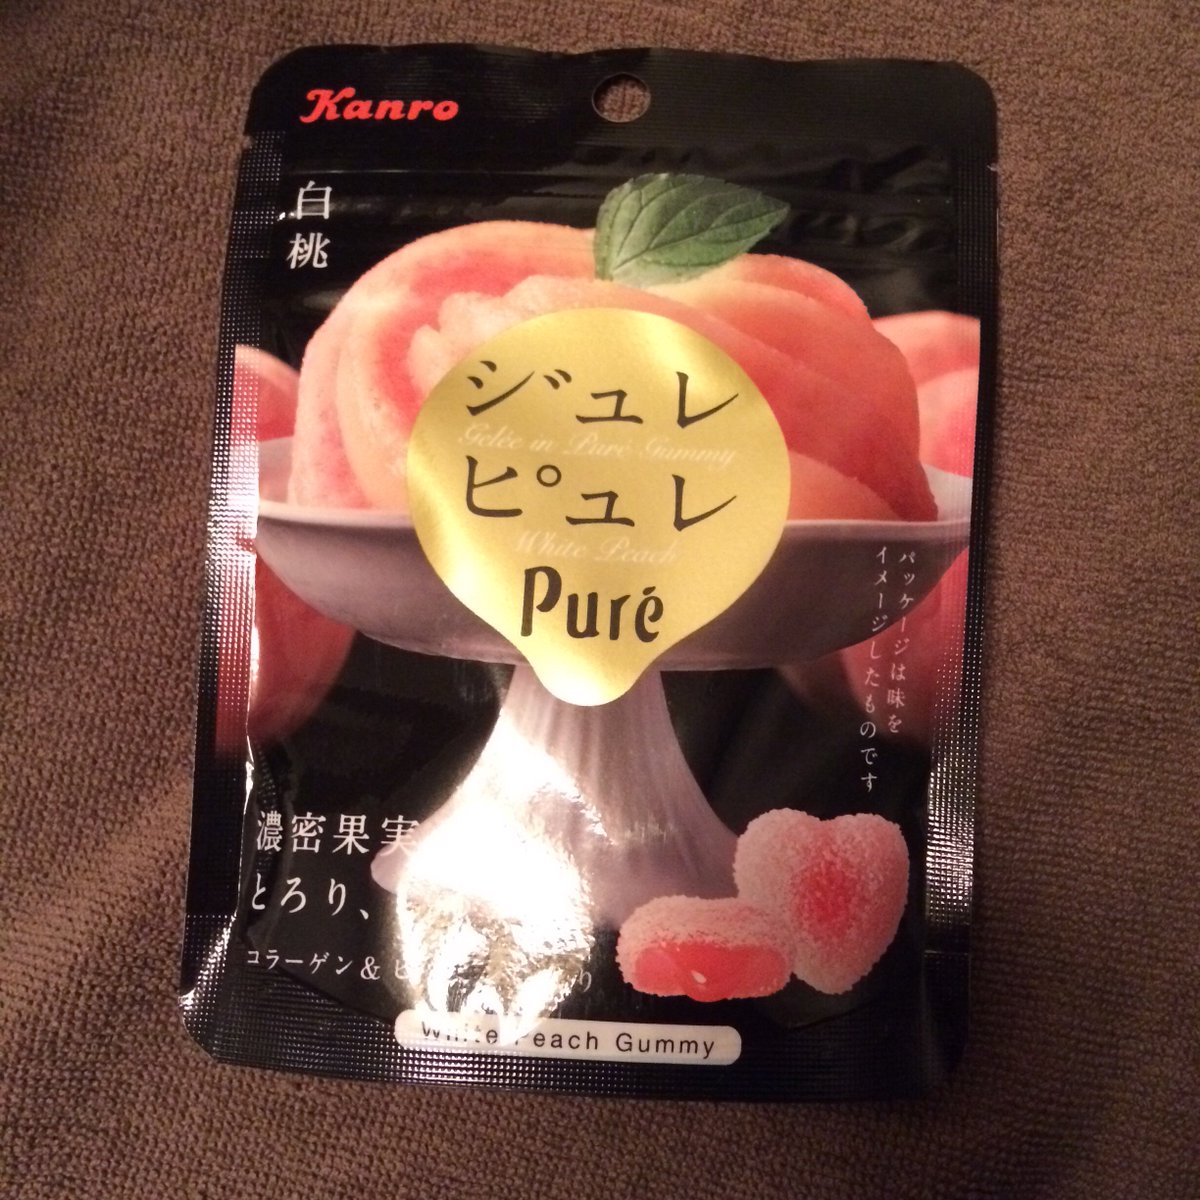 Kanro
白桃
ジュレ
Gelée in Puré Gummy
ピュレ
White Peach
Puré
パッケージは味を
イメージしたものです
濃密果実
とろり、
コラーゲン&
White Peach Gummy